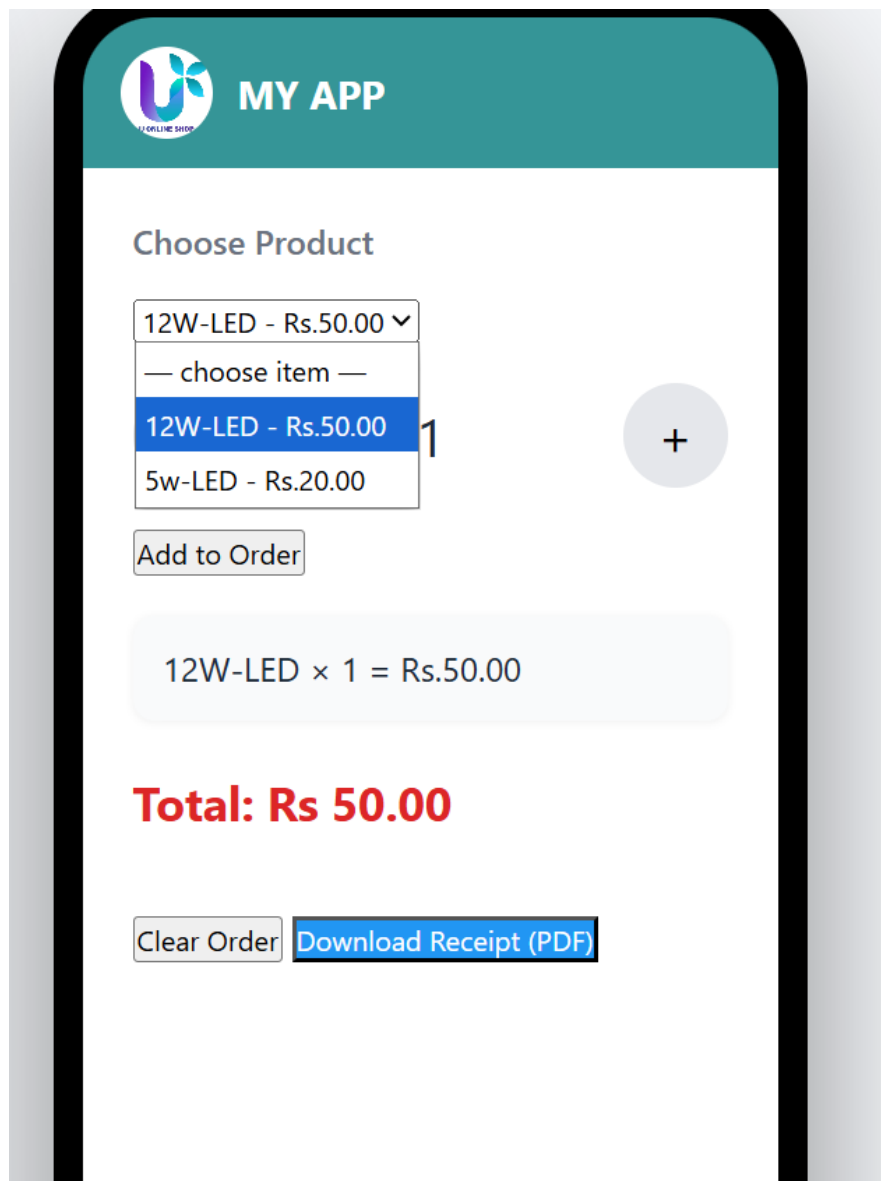 U ONLINE SHOP
MY APP
Choose Product
12W-LED - Rs.50.00
— choose item —
12W-LED - Rs.50.00
5w-LED - Rs.20.00
1
+
Add to Order
12W-LED × 1 = Rs.50.00
Total: Rs 50.00
Clear Order Download Receipt (PDF)